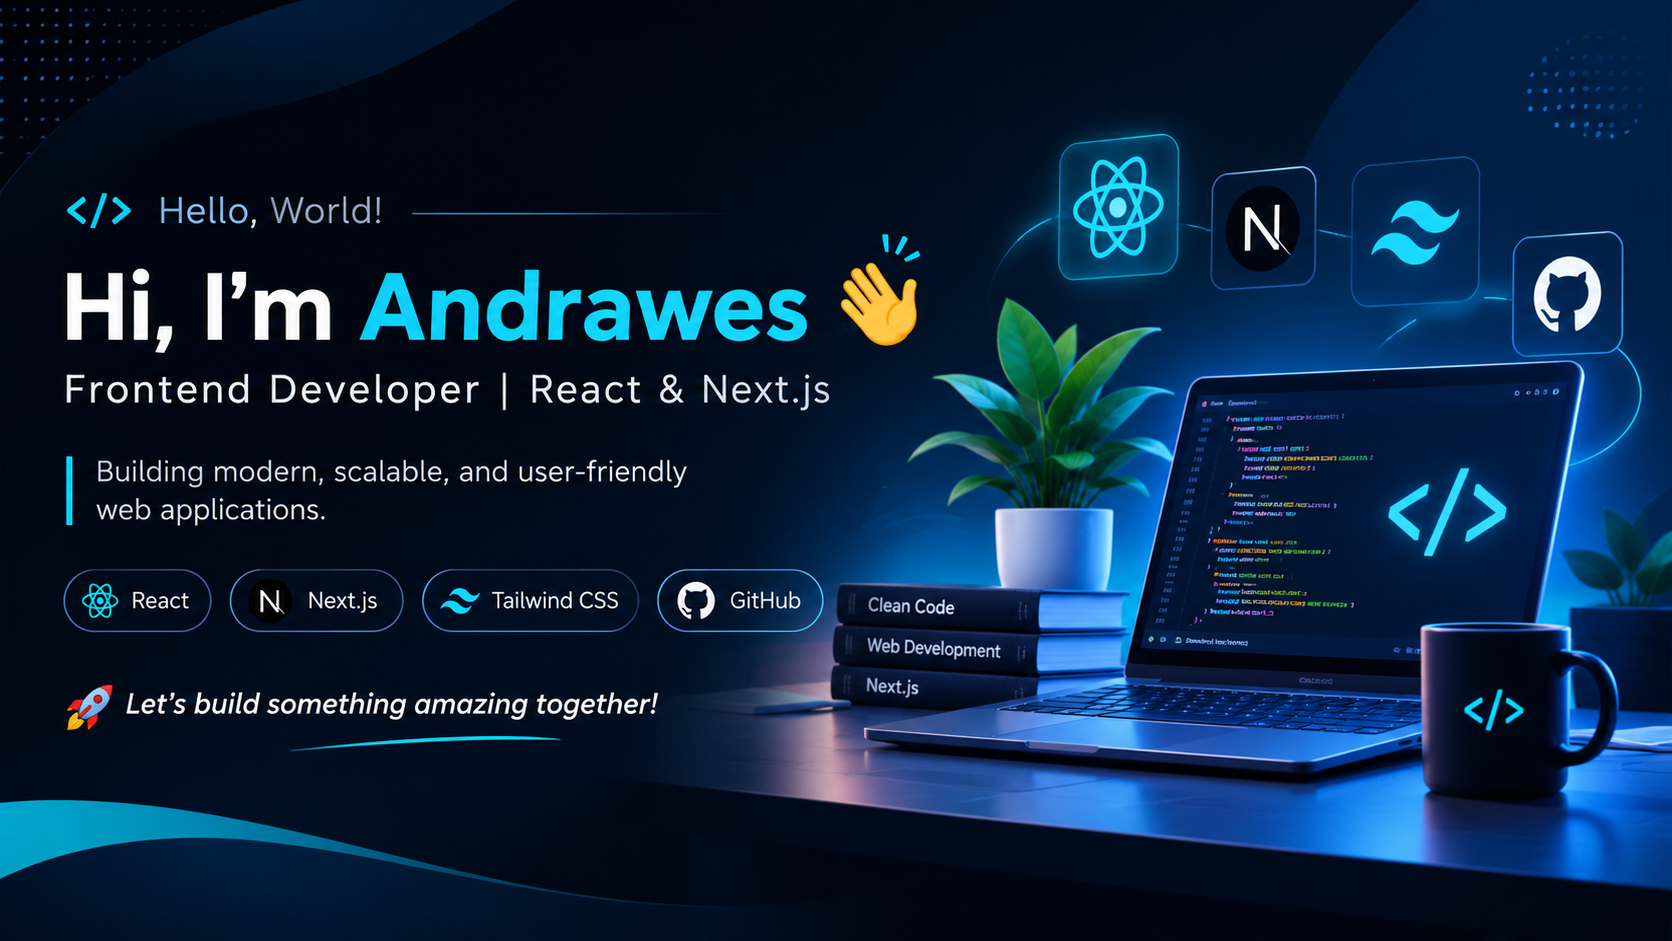 </> Hello, World!
Hi, I'm Andrawes
Frontend Developer | React & Next.js
Building modern, scalable, and user-friendly
web applications.
React
Next.js
Tailwind CSS
GitHub
Let's build something amazing together!
N
</>
Clean Code
Web Development
Next.js
</>